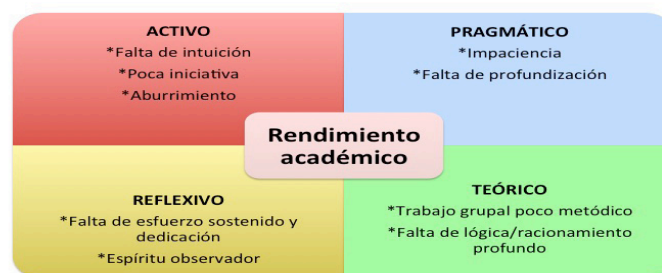 ACTIVO
*Falta de intuición
*Poca iniciativa
*Aburrimiento
PRAGMÁTICO
*Impaciencia
*Falta de profundización
Rendimiento
académico
REFLEXIVO
*Falta de esfuerzo sostenido y
dedicación
*Espíritu observador
TEÓRICO
*Trabajo grupal poco metódico
*Falta de lógica/racionamiento
profundo